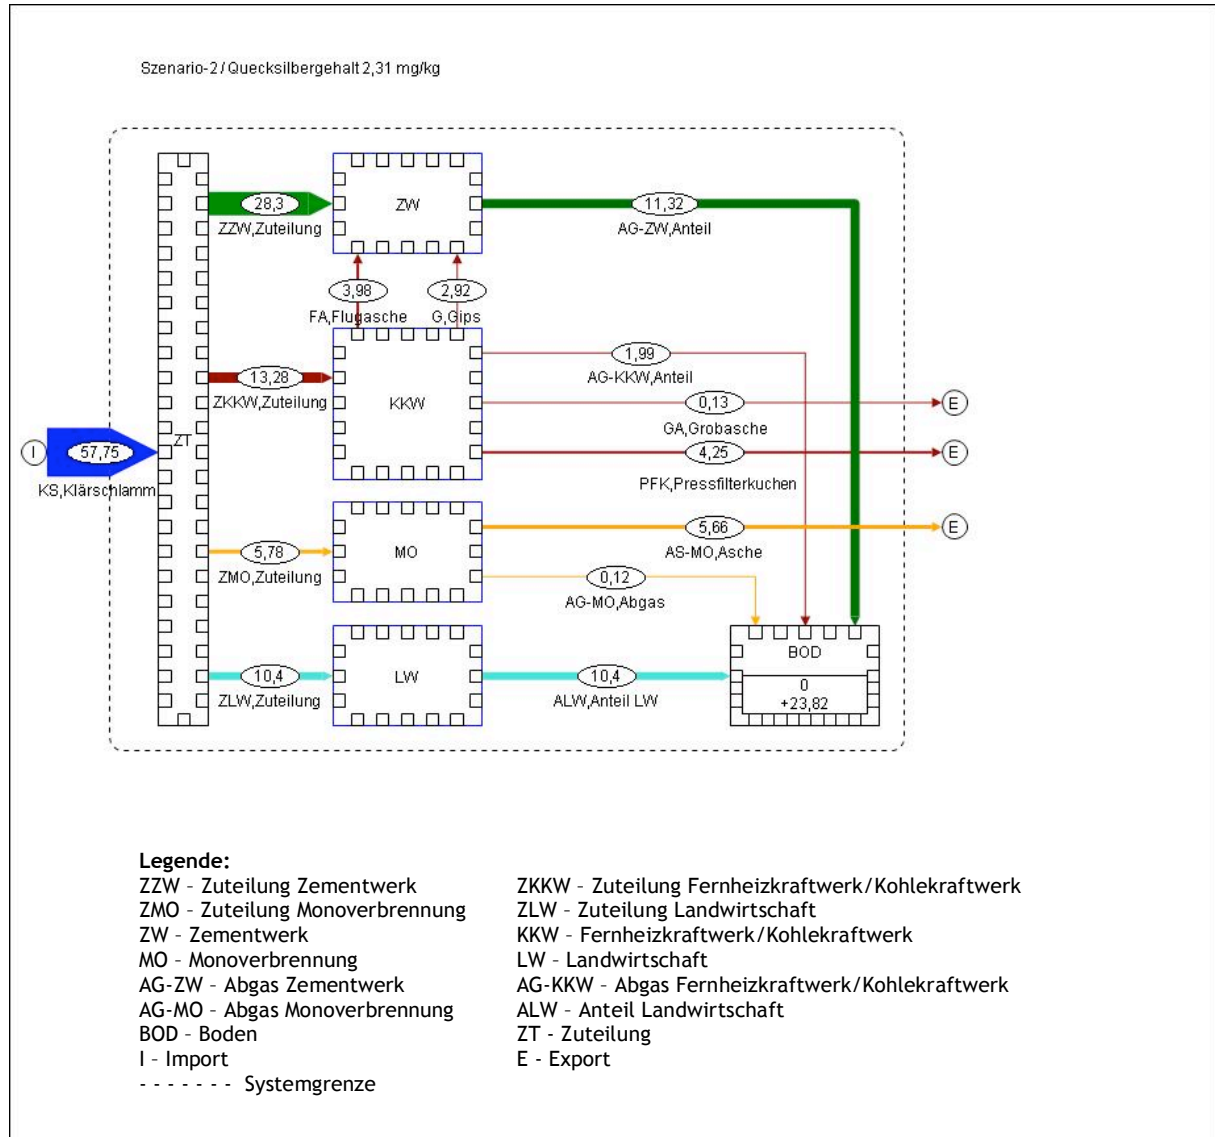 Szenario-2 / Quecksilbergehalt 2,31 mg/kg
28,3
ZZW,Zuteilung
ZW
11,32
AG-ZW,Anteil
3,98
FA,Flugasche
2,92
G,Gips
13,28
ZKKW,Zuteilung
KKW
1,99
AG-KKW,Anteil
0,13
GA,Grobasche
E
4,25
PFK,Pressfilterkuchen
E
I
57,75
KS,Klärschlamm
ZT
5,78
ZMO,Zuteilung
MO
5,66
AS-MO,Asche
E
0,12
AG-MO,Abgas
10,4
ZLW,Zuteilung
LW
10,4
ALW,Anteil LW
BOD
0
+23,82
Legende:
ZZW – Zuteilung Zementwerk ZKKW – Zuteilung Fernheizkraftwerk/Kohlekraftwerk
ZMO – Zuteilung Monoverbrennung ZLW – Zuteilung Landwirtschaft
ZW – Zementwerk KKW – Fernheizkraftwerk/Kohlekraftwerk
MO – Monoverbrennung LW – Landwirtschaft
AG-ZW – Abgas Zementwerk AG-KKW – Abgas Fernheizkraftwerk/Kohlekraftwerk
AG-MO – Abgas Monoverbrennung ALW – Anteil Landwirtschaft
BOD – Boden ZT - Zuteilung
I – Import E - Export
- - - - - - - Systemgrenze